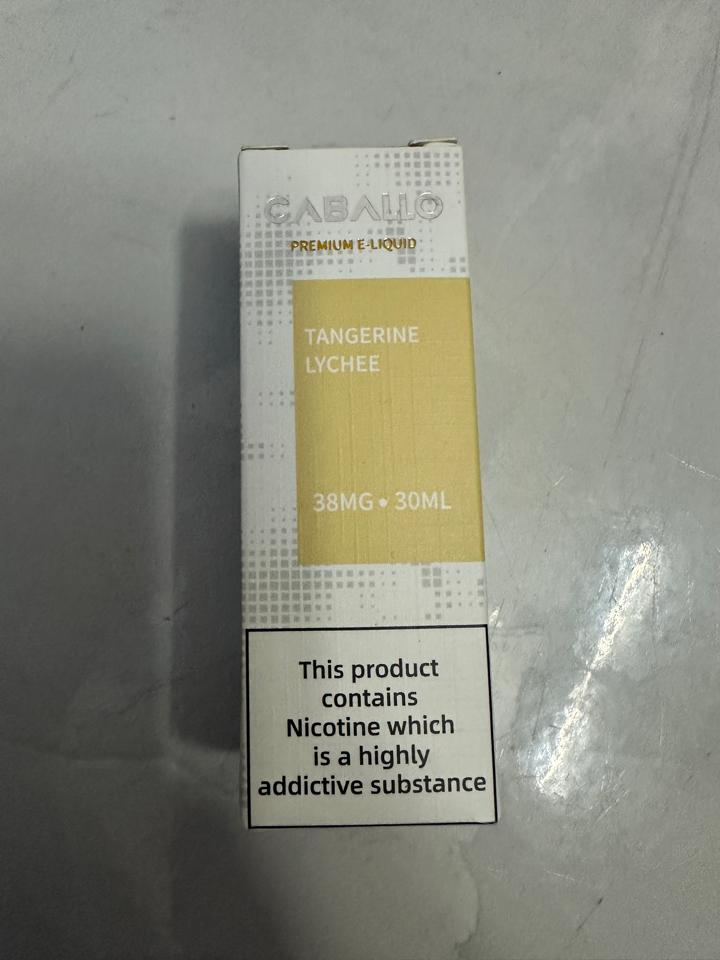 CABALLO
PREMIUM E-LIQUID
TANGERINE
LYCHEE
38MG • 30ML
This product
contains
Nicotine which
is a highly
addictive substance